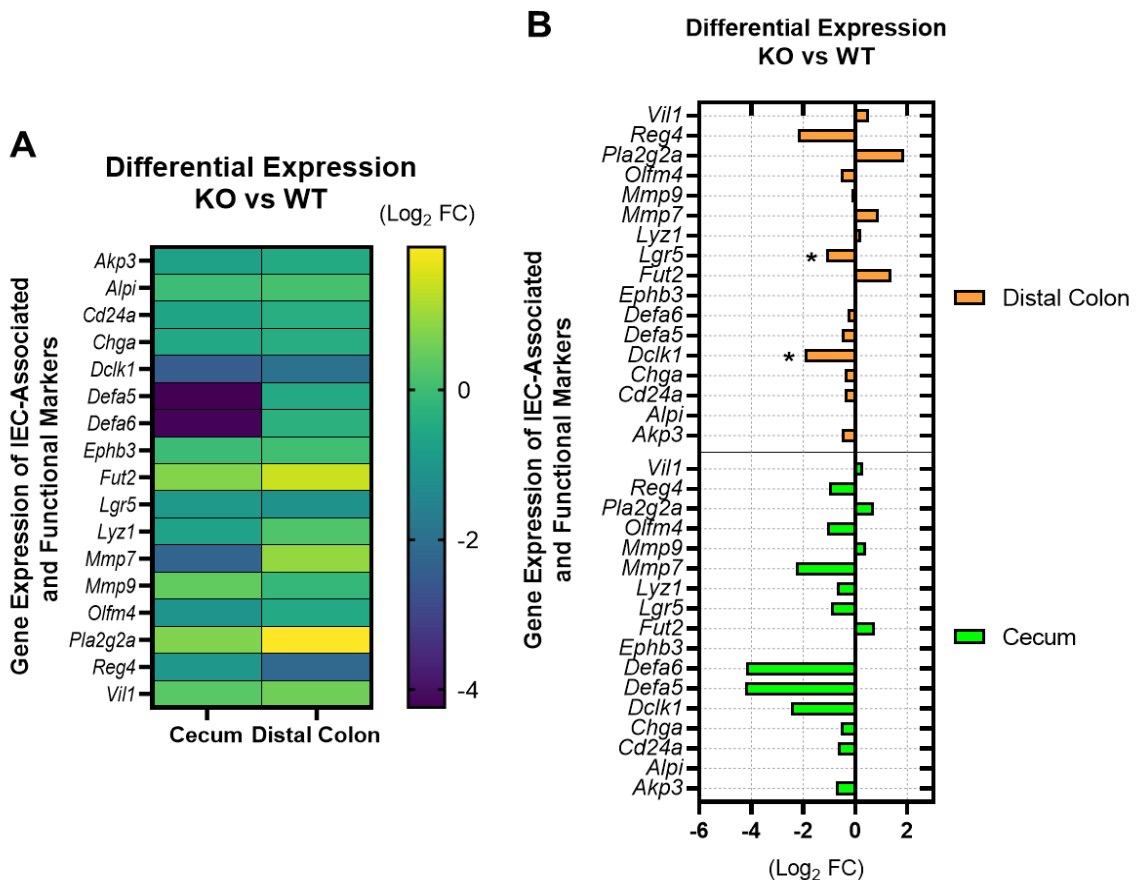 A
Differential Expression
KO vs WT
(Log2 FC)
Gene Expression of IEC-Associated
and Functional Markers
Akp3
Alpi
Cd24a
Chga
Dclk1
Defa5
Defa6
Ephb3
Fut2
Lgr5
Lyz1
Mmp7
Mmp9
Olfm4
Pla2g2a
Reg4
Vil1
Cecum Distal Colon
0
-2
-4
B
Differential Expression
KO vs WT
Gene Expression of IEC-Associated
and Functional Markers
Vil1
Reg4
Pla2g2a
Olfm4
Mmp9
Mmp7
Lyz1
Lgr5 *
Fut2
Ephb3
Defa6
Defa5
Dclk1 *
Chga
Cd24a
Alpi
Akp3
Vil1
Reg4
Pla2g2a
Olfm4
Mmp9
Mmp7
Lyz1
Lgr5
Fut2
Ephb3
Defa6
Defa5
Dclk1
Chga
Cd24a
Alpi
Akp3
-6 -4 -2 0 2
(Log2 FC)
Distal Colon
Cecum